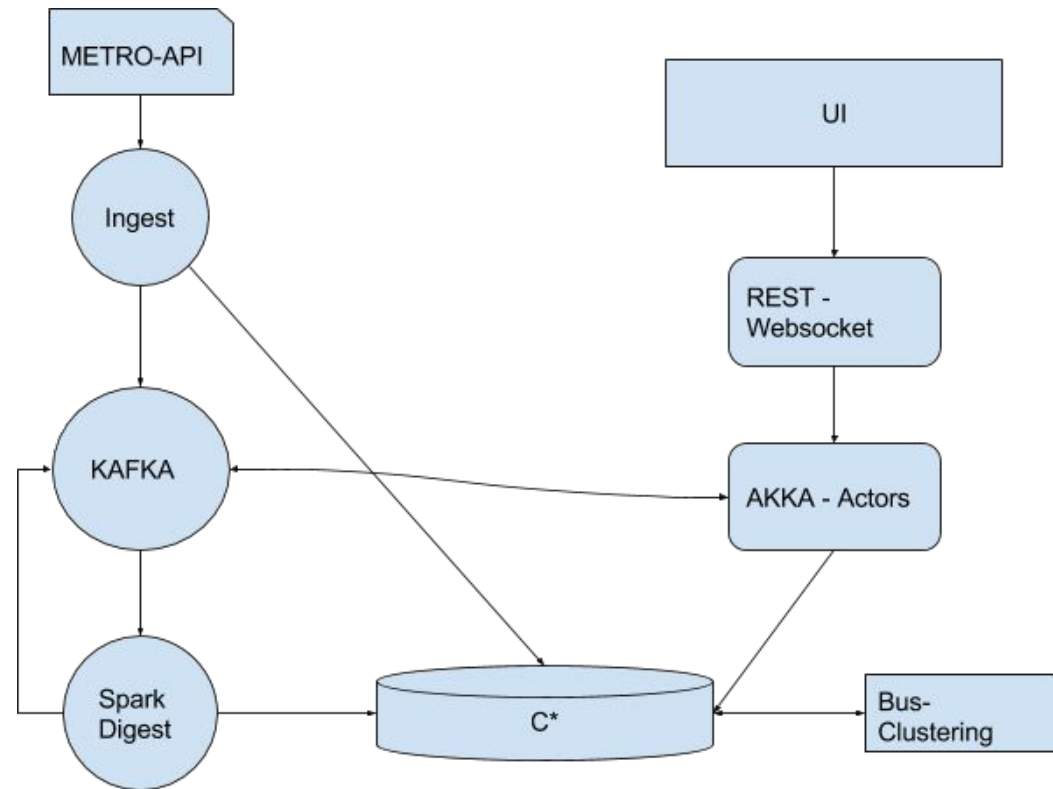 METRO-API
UI
Ingest
REST -
Websocket
KAFKA
AKKA - Actors
Spark
Digest
C*
Bus-
Clustering